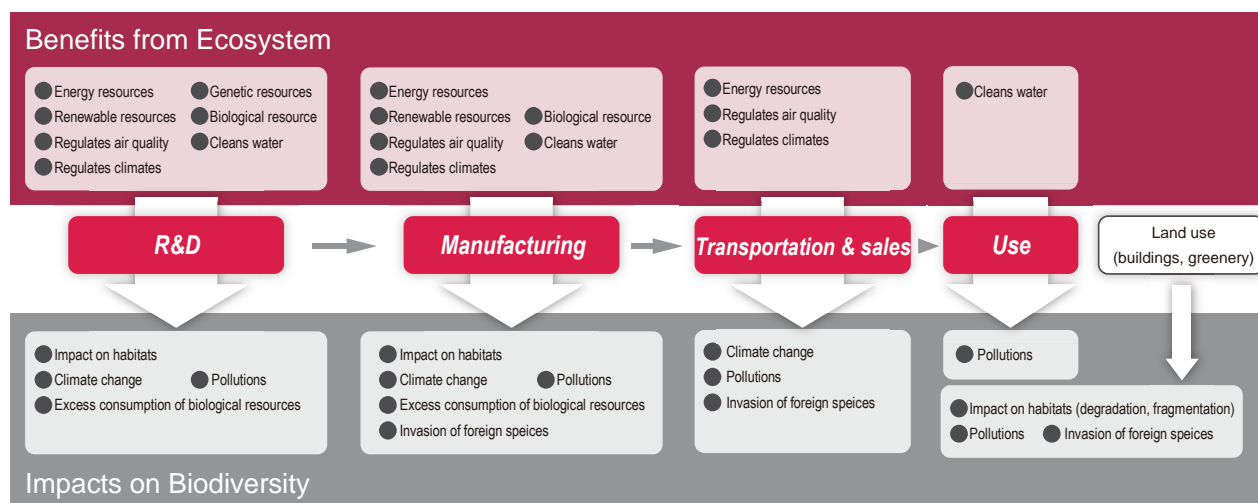 Benefits from Ecosystem
Energy resources
Genetic resources
Renewable resources
Biological resource
Regulates air quality
Cleans water
Regulates climates
Energy resources
Renewable resources
Biological resource
Regulates air quality
Cleans water
Regulates climates
Energy resources
Regulates air quality
Regulates climates
Cleans water
R&D
Manufacturing
Transportation & sales
Use
Land use
(buildings, greenery)
Impact on habitats
Climate change
Pollutions
Excess consumption of biological resources
Impact on habitats
Climate change
Pollutions
Excess consumption of biological resources
Invasion of foreign speices
Climate change
Pollutions
Invasion of foreign speices
Pollutions
Impact on habitats (degradation, fragmentation)
Pollutions
Invasion of foreign speices
Impacts on Biodiversity